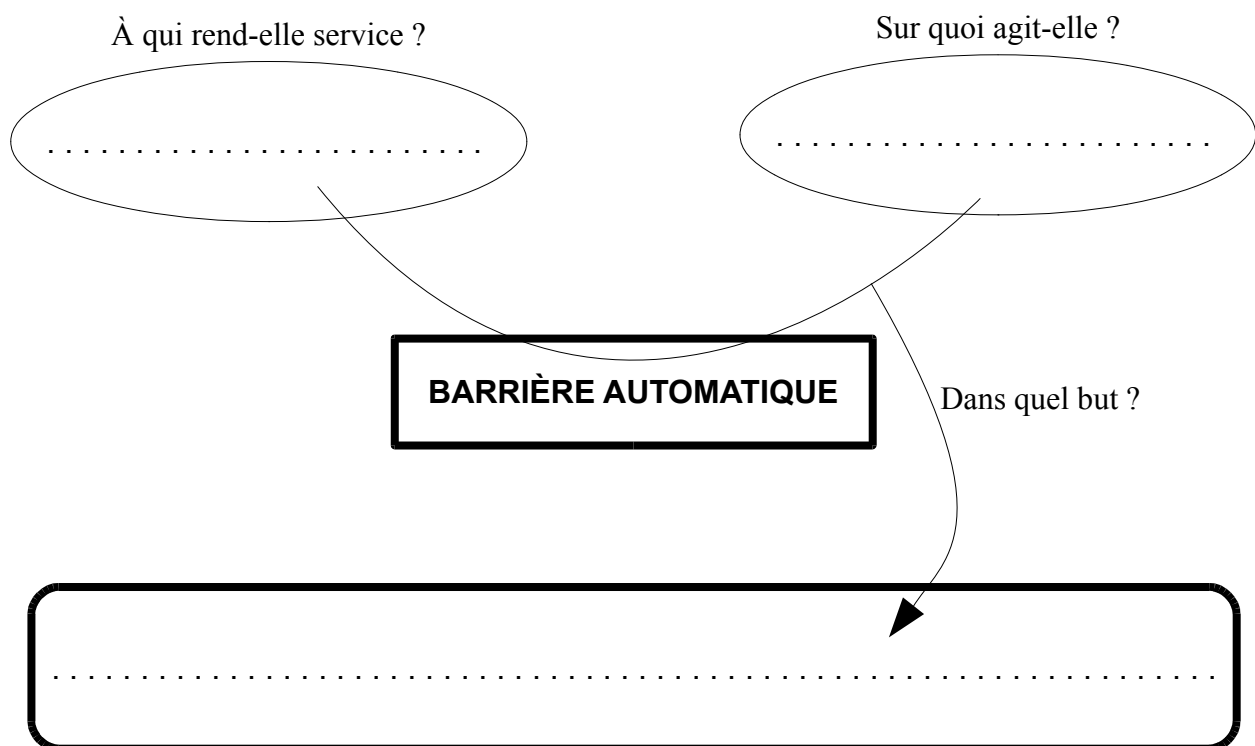 À qui rend-elle service ?
Sur quoi agit-elle ?
. . . . . . . . . . . . . . . . . . . . . . . . .
. . . . . . . . . . . . . . . . . . . . . . . . .
BARRIÈRE AUTOMATIQUE
Dans quel but ?
. . . . . . . . . . . . . . . . . . . . . . . . . . . . . . . . . . . . . . . . . . . . . . . . . . . . . . . . . . . . . . . . . . .